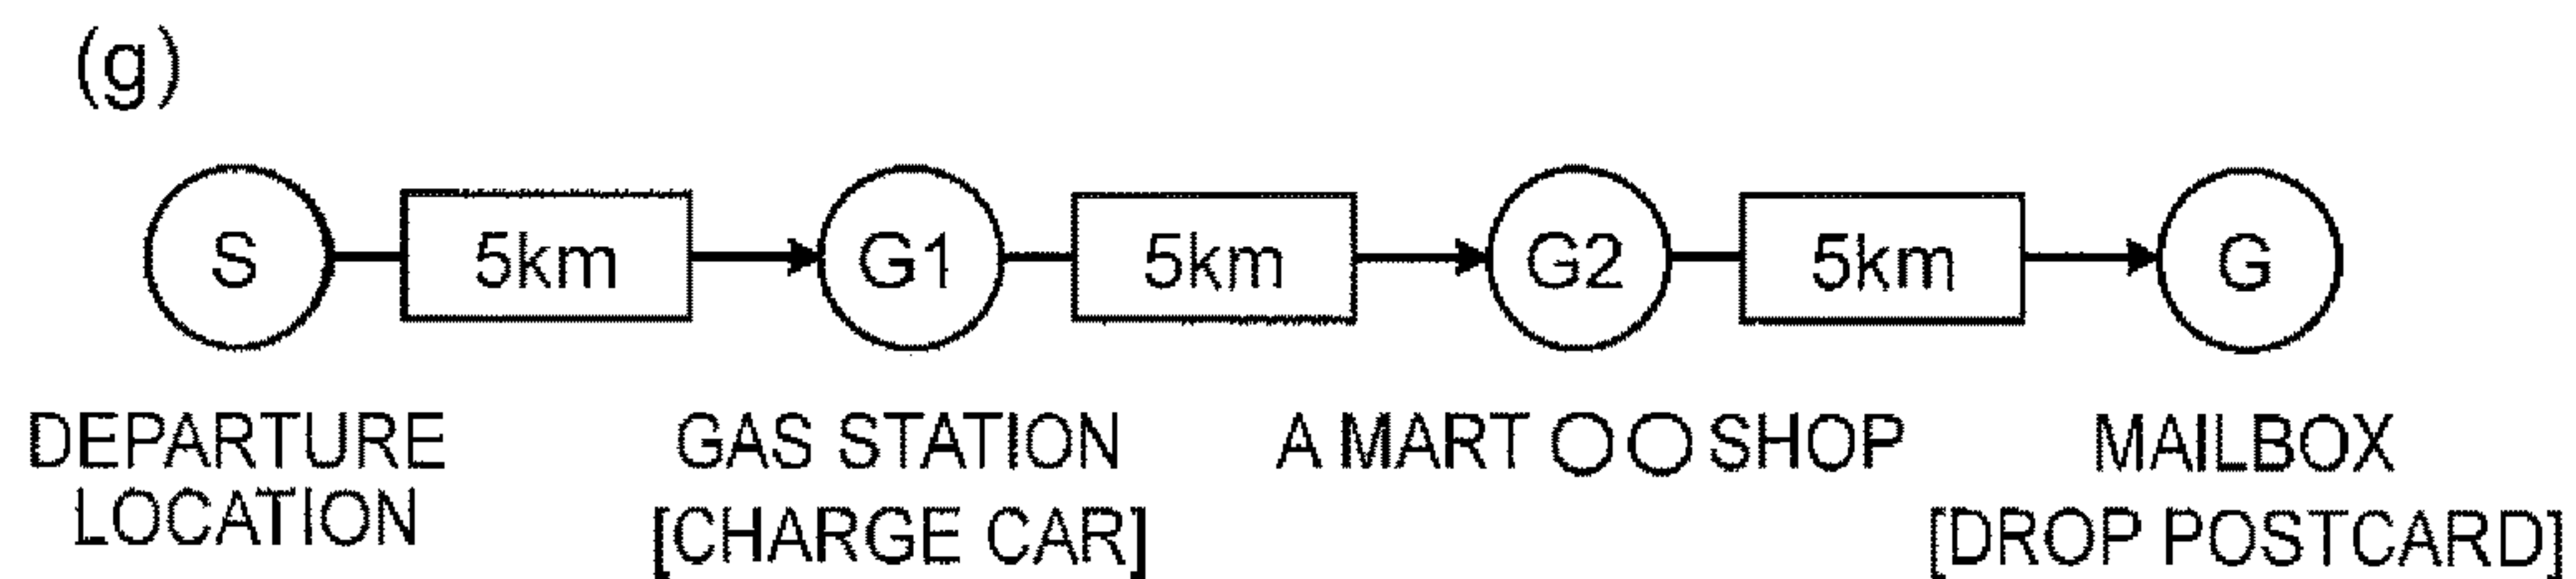 (g)
S 5km G1 5km G2 5km G
DEPARTURE LOCATION
GAS STATION
[CHARGE CAR]
A MART ○○ SHOP
MAILBOX
[DROP POSTCARD]